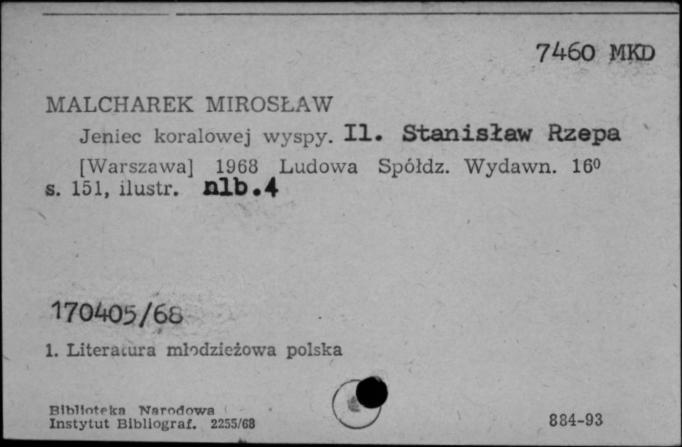 7460 MKD
MALCHAREK MIROSŁAW
Jeniec koralowej wyspy. Il. Stanisław Rzepa
[Warszawa] 1968 Ludowa Spółdz. Wydawn. 16⁰
s. 151, ilustr. nlb.4
170405/68
1. Literatura młodzieżowa polska
Biblioteka Narodowa
Instytut Bibliograf. 2255/68
884-93